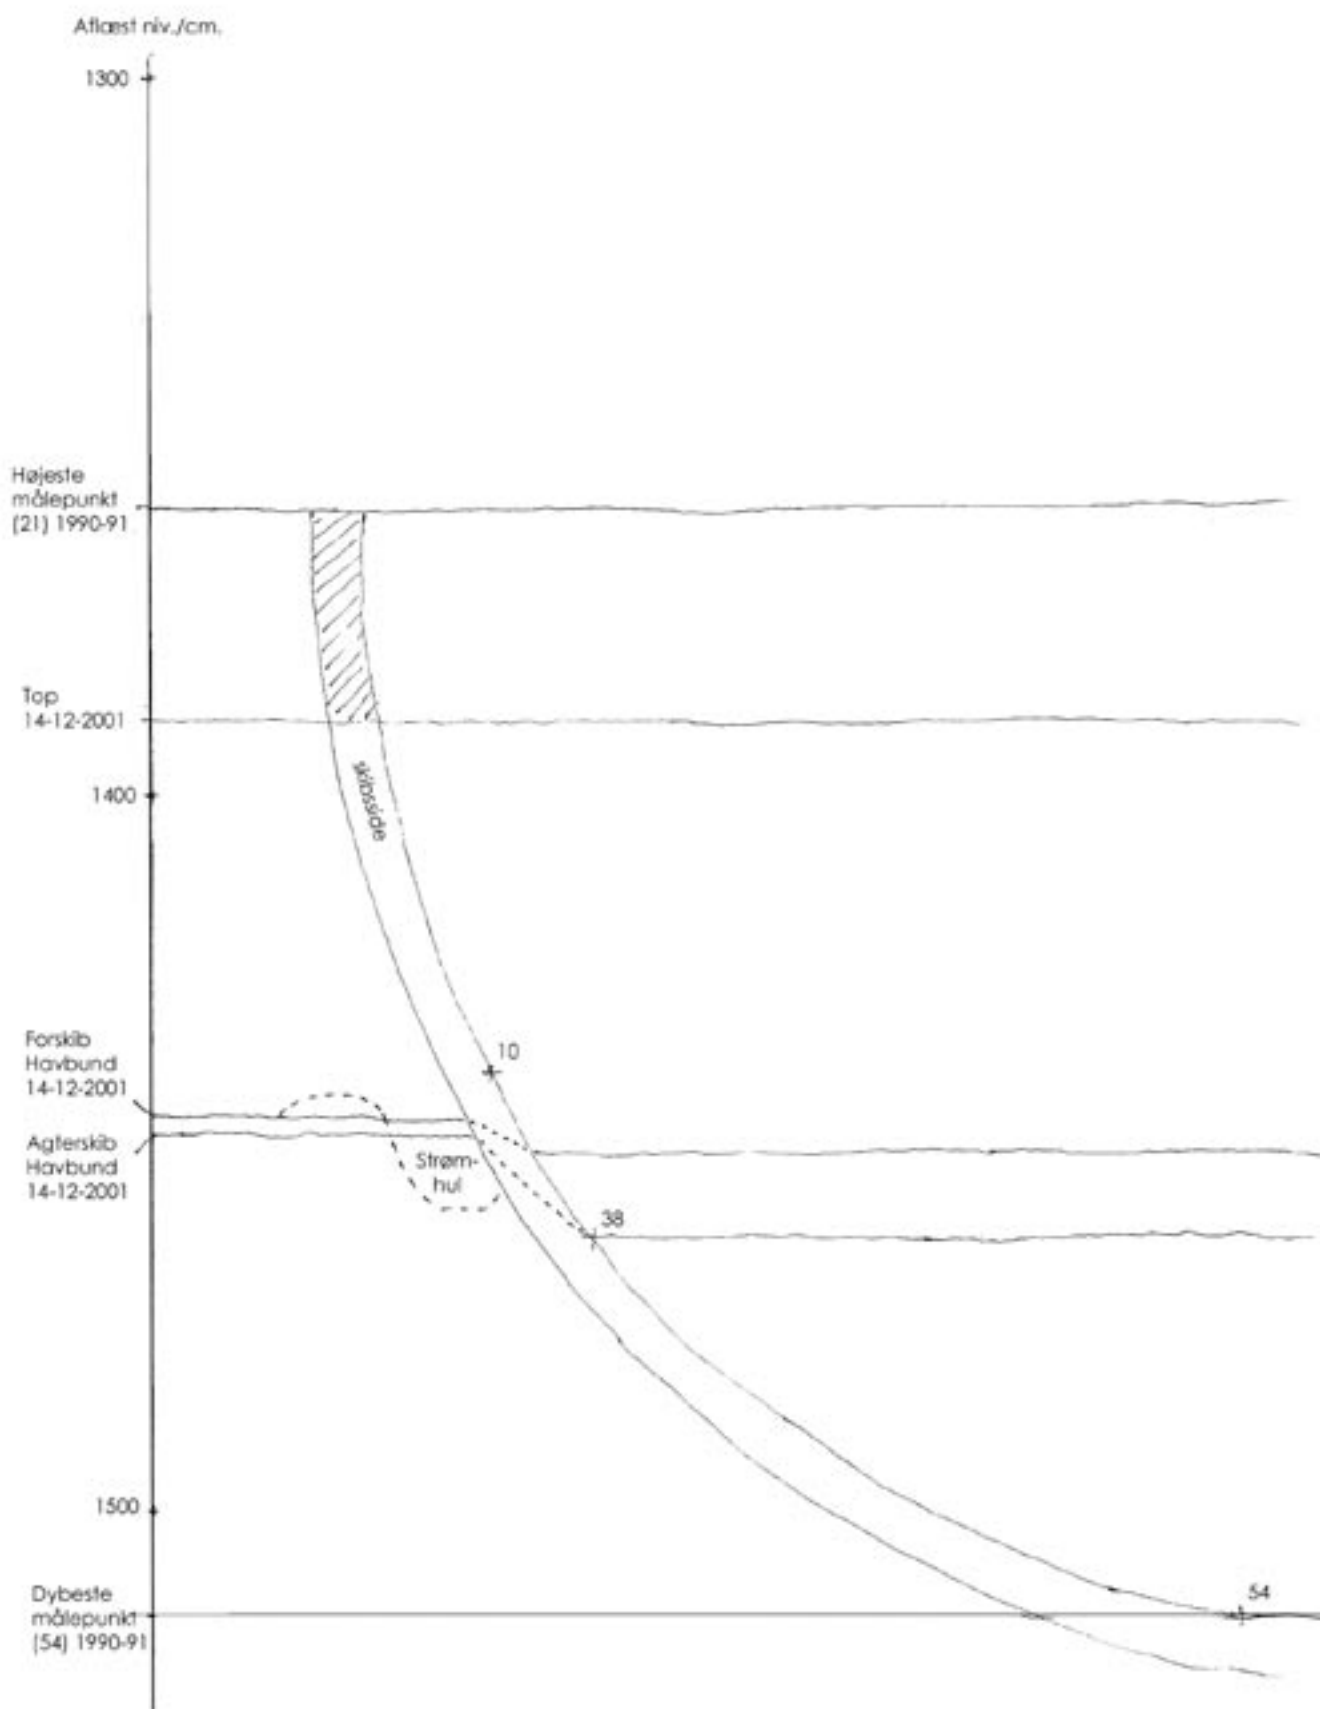 Aflæst niv./cm.
1300
Højeste
målepunkt
(21) 1990-91
Top
14-12-2001
skibsside
1400
10
Forskib
Havbund
14-12-2001
Agterskib
Havbund
14-12-2001
Strøm-
hul
38
1500
54
Dybeste
målepunkt
(54) 1990-91